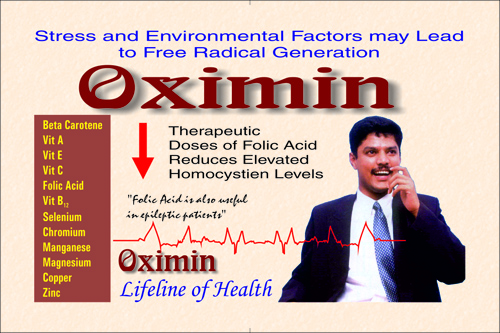 Stress and Environmental Factors may Lead
to Free Radical Generation
Oximin
Beta Carotene
Vit A
Vit E
Vit C
Folic Acid
Vit B12
Selenium
Chromium
Manganese
Magnesium
Copper
Zinc
Therapeutic
Doses of Folic Acid
Reduces Elevated
Homocystien Levels
"Folic Acid is also useful
in epileptic patients"
Oximin
Lifeline of Health